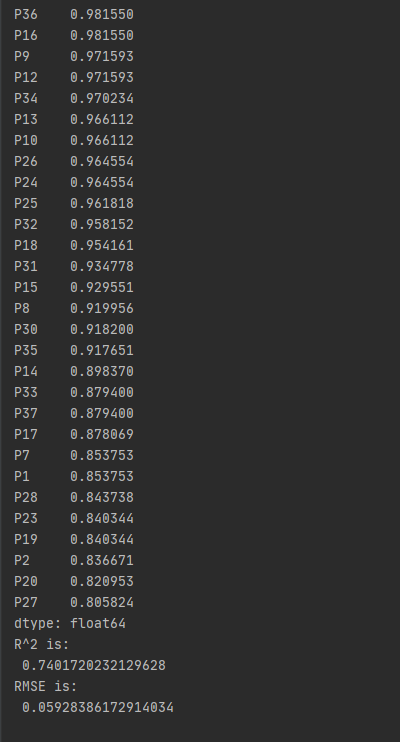 P36    0.981550
P16    0.981550
P9     0.971593
P12    0.971593
P34    0.970234
P13    0.966112
P10    0.966112
P26    0.964554
P24    0.964554
P25    0.961818
P32    0.958152
P18    0.954161
P31    0.934778
P15    0.929551
P8     0.919956
P30    0.918200
P35    0.917651
P14    0.898370
P33    0.879400
P37    0.879400
P17    0.878069
P7     0.853753
P1     0.853753
P28    0.843738
P23    0.840344
P19    0.840344
P2     0.836671
P20    0.820953
P27    0.805824
dtype: float64
R^2 is:
 0.7401720232129628
RMSE is:
 0.05928386172914034